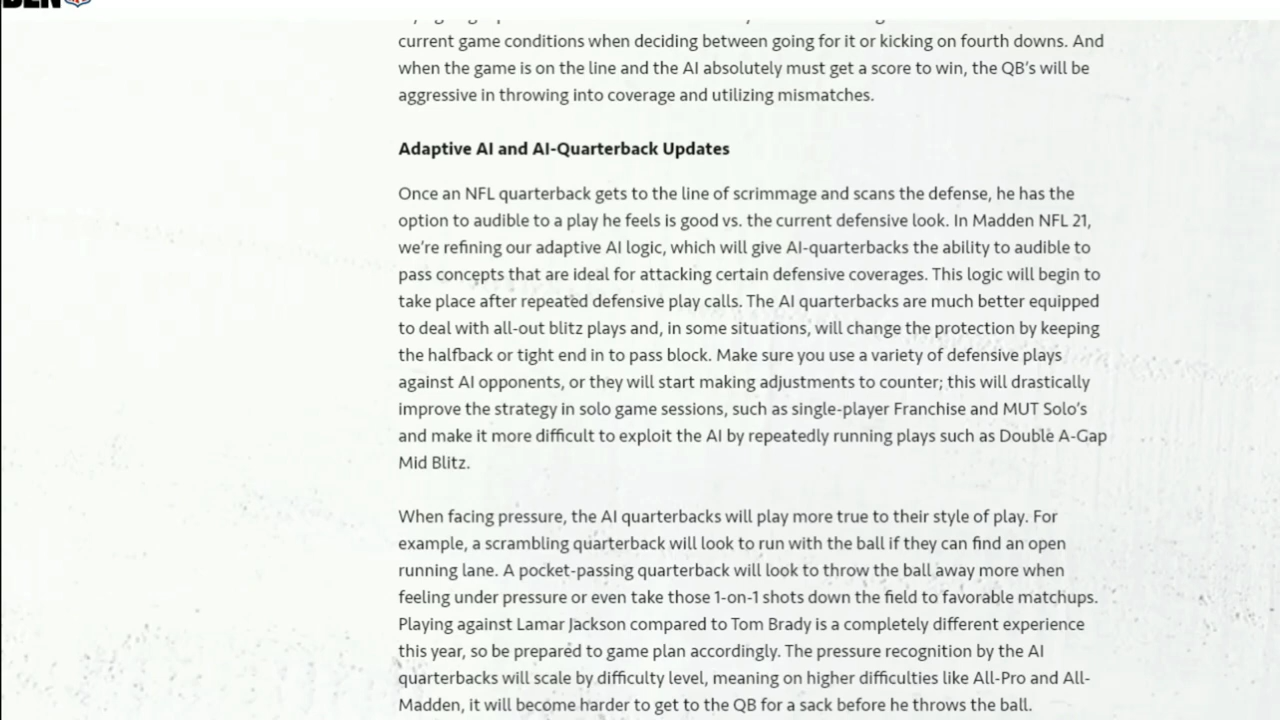 current game conditions when deciding between going for it or kicking on fourth downs. And
when the game is on the line and the AI absolutely must get a score to win, the QB's will be
aggressive in throwing into coverage and utilizing mismatches.
Adaptive AI and AI-Quarterback Updates
Once an NFL quarterback gets to the line of scrimmage and scans the defense, he has the
option to audible to a play he feels is good vs. the current defensive look. In Madden NFL 21,
we're refining our adaptive AI logic, which will give AI-quarterbacks the ability to audible to
pass concepts that are ideal for attacking certain defensive coverages. This logic will begin to
take place after repeated defensive play calls. The AI quarterbacks are much better equipped
to deal with all-out blitz plays and, in some situations, will change the protection by keeping
the halfback or tight end in to pass block. Make sure you use a variety of defensive plays
against AI opponents, or they will start making adjustments to counter; this will drastically
improve the strategy in solo game sessions, such as single-player Franchise and MUT Solo's
and make it more difficult to exploit the AI by repeatedly running plays such as Double A-Gap
Mid Blitz.
When facing pressure, the AI quarterbacks will play more true to their style of play. For
example, a scrambling quarterback will look to run with the ball if they can find an open
running lane. A pocket-passing quarterback will look to throw the ball away more when
feeling under pressure or even take those 1-on-1 shots down the field to favorable matchups.
Playing against Lamar Jackson compared to Tom Brady is a completely different experience
this year, so be prepared to game plan accordingly. The pressure recognition by the AI
quarterbacks will scale by difficulty level, meaning on higher difficulties like All-Pro and All-
Madden, it will become harder to get to the QB for a sack before he throws the ball.